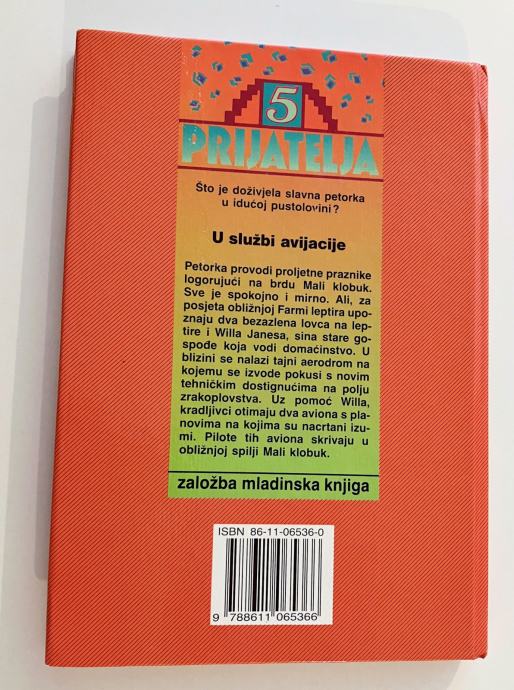 5
PRIJATELJA
Što je doživjela slavna petorka
u idućoj pustolovini?
U službi avijacije
Petorka provodi proljetne praznike
logorujući na brdu Mali klobuk.
Sve je spokojno i mirno. Ali, za
posjeta obližnjoj Farmi leptira upo-
znaju dva bezazlena lovca na lep-
tire i Willa Janesa, sina stare go-
spođe koja vodi domaćinstvo. U
blizini se nalazi tajni aerodrom na
kojemu se izvode pokusi s novim
tehničkim dostignućima na polju
zrakoplovstva. Uz pomoć Willa,
kradljivci otimaju dva aviona s pla-
novima na kojima su nacrtani izu-
mi. Pilote tih aviona skrivaju u
obližnjoj spilji Mali klobuk.
založba mladinska knjiga
ISBN 86-11-06536-0
9 788611 065366